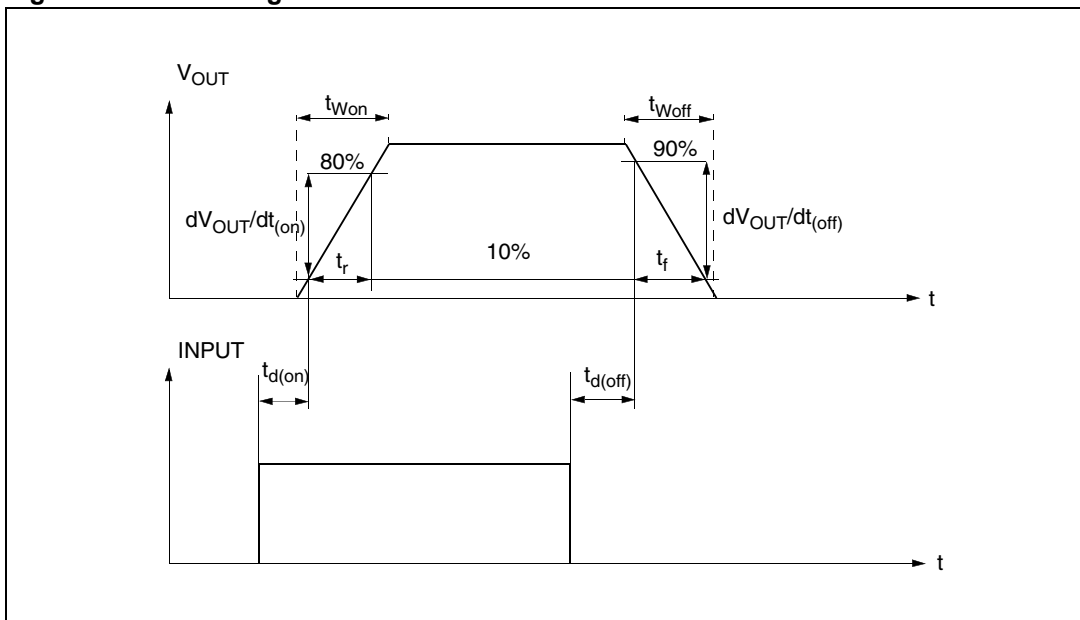 V_OUT
t_Won
t_Woff
80%
90%
dV_OUT/dt_(on)
dV_OUT/dt_(off)
t_r
10%
t_f
t
INPUT
t_d(on)
t_d(off)
t